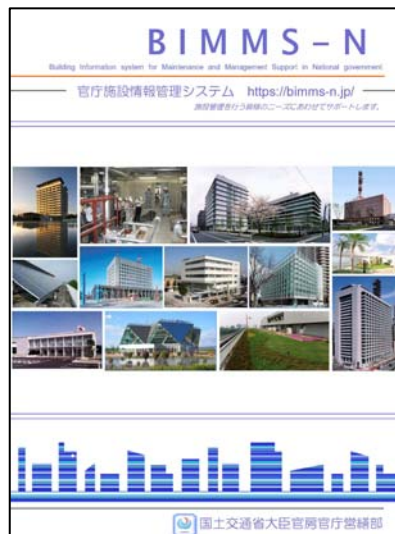 BIMMS-N
Building Information system for Maintenance and Management Support in National government
官庁施設情報管理システム https://bimms-n.jp/
施設管理を行う皆様のニーズにあわせてサポートします。
国土交通省大臣官房官庁営繕部